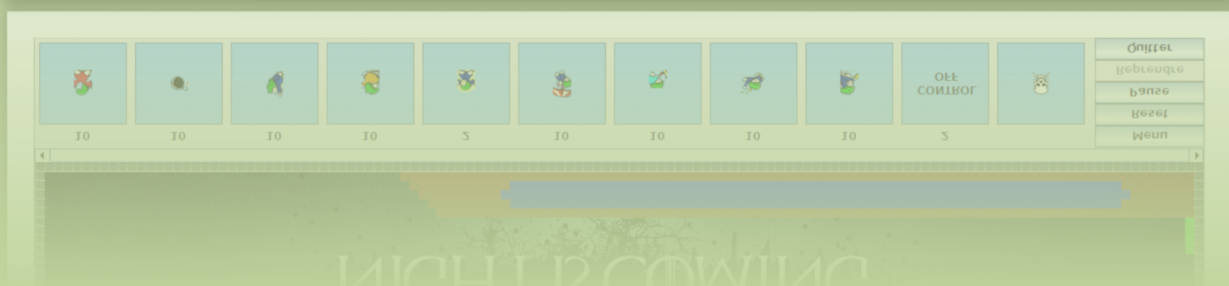 NIGHT IS COMING
10 10 10 10 2 10 10 10 10 2
CONTROL
OFF
Menu
Reset
Pause
Reprendre
Quitter